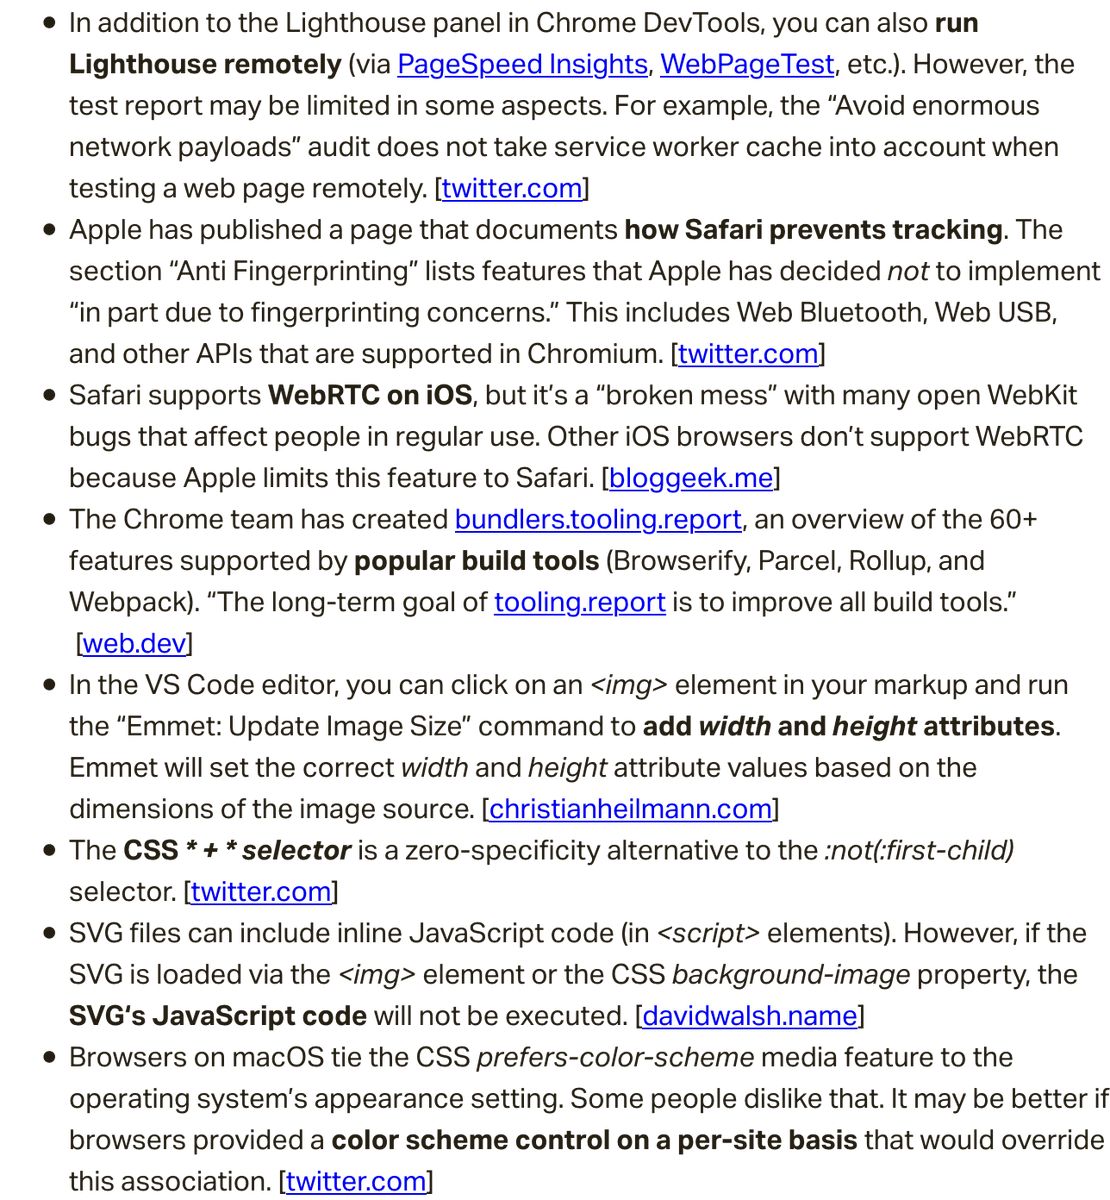 • In addition to the Lighthouse panel in Chrome DevTools, you can also run
Lighthouse remotely (via PageSpeed Insights, WebPageTest, etc.). However, the
test report may be limited in some aspects. For example, the “Avoid enormous
network payloads” audit does not take service worker cache into account when
testing a web page remotely. [twitter.com]
• Apple has published a page that documents how Safari prevents tracking. The
section “Anti Fingerprinting” lists features that Apple has decided not to implement
“in part due to fingerprinting concerns.” This includes Web Bluetooth, Web USB,
and other APIs that are supported in Chromium. [twitter.com]
• Safari supports WebRTC on iOS, but it’s a “broken mess” with many open WebKit
bugs that affect people in regular use. Other iOS browsers don’t support WebRTC
because Apple limits this feature to Safari. [bloggeek.me]
• The Chrome team has created bundlers.tooling.report, an overview of the 60+
features supported by popular build tools (Browserify, Parcel, Rollup, and
Webpack). “The long-term goal of tooling.report is to improve all build tools.”
[web.dev]
• In the VS Code editor, you can click on an <img> element in your markup and run
the “Emmet: Update Image Size” command to add width and height attributes.
Emmet will set the correct width and height attribute values based on the
dimensions of the image source. [christianheilmann.com]
• The CSS * + * selector is a zero-specificity alternative to the :not(:first-child)
selector. [twitter.com]
• SVG files can include inline JavaScript code (in <script> elements). However, if the
SVG is loaded via the <img> element or the CSS background-image property, the
SVG‘s JavaScript code will not be executed. [davidwalsh.name]
• Browsers on macOS tie the CSS prefers-color-scheme media feature to the
operating system’s appearance setting. Some people dislike that. It may be better if
browsers provided a color scheme control on a per-site basis that would override
this association. [twitter.com]